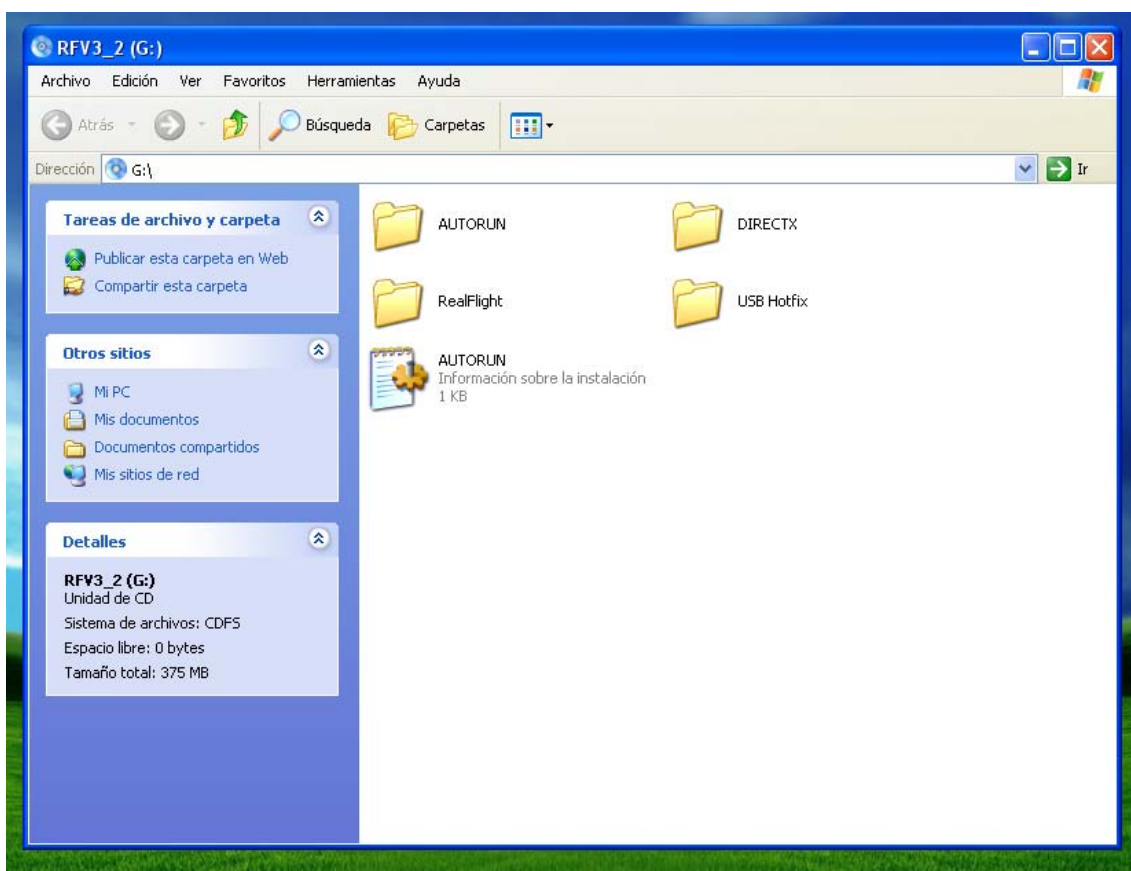 RFV3_2 (G:)
Archivo Edición Ver Favoritos Herramientas Ayuda
Atrás Búsqueda Carpetas
Dirección G:\ Ir
Tareas de archivo y carpeta
Publicar esta carpeta en Web
Compartir esta carpeta
Otros sitios
Mi PC
Mis documentos
Documentos compartidos
Mis sitios de red
Detalles
RFV3_2 (G:)
Unidad de CD
Sistema de archivos: CDFS
Espacio libre: 0 bytes
Tamaño total: 375 MB
AUTORUN DIRECTX
RealFlight USB Hotfix
AUTORUN
Información sobre la instalación
1 KB